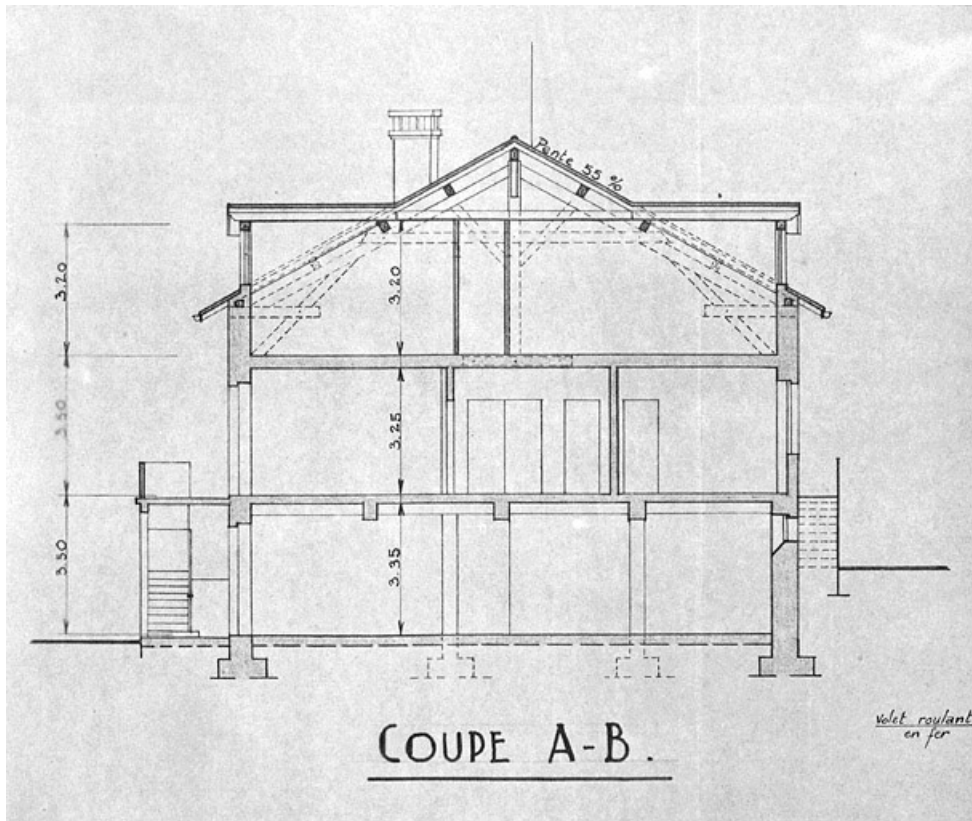 Pente 55 %
3.20
3.20
3.50
3.25
3.50
3.35
COUPE A-B.
Volet roulant
en fer